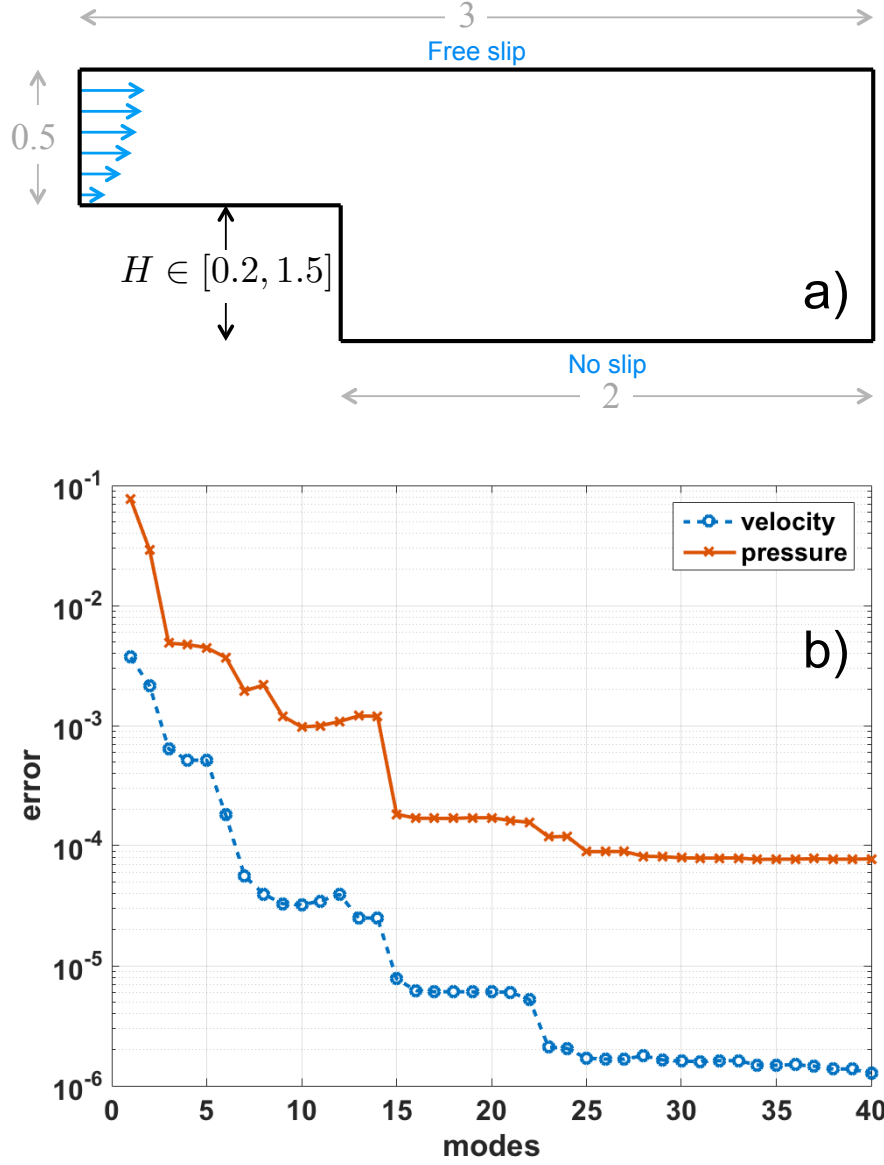 3
Free slip
0.5
H ∈ [0.2, 1.5]
a)
No slip
2
10⁻¹
velocity
pressure
10⁻²
b)
10⁻³
error
10⁻⁴
10⁻⁵
10⁻⁶
0 5 10 15 20 25 30 35 40
modes